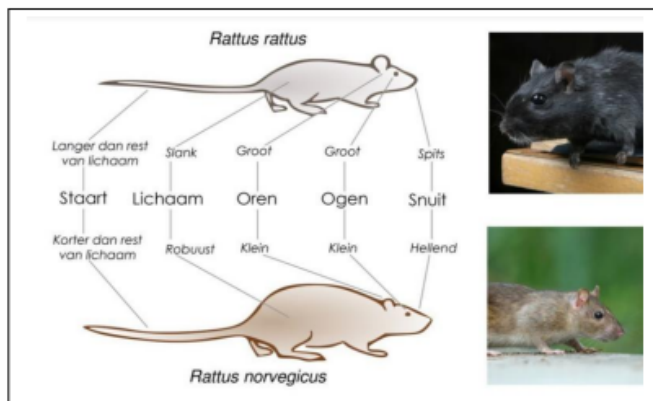 Rattus rattus
Langer dan rest
van lichaam
Slank
Groot
Groot
Spits
Staart
Lichaam
Oren
Ogen
Snuit
Korter dan rest
van lichaam
Robuust
Klein
Klein
Hellend
Rattus norvegicus